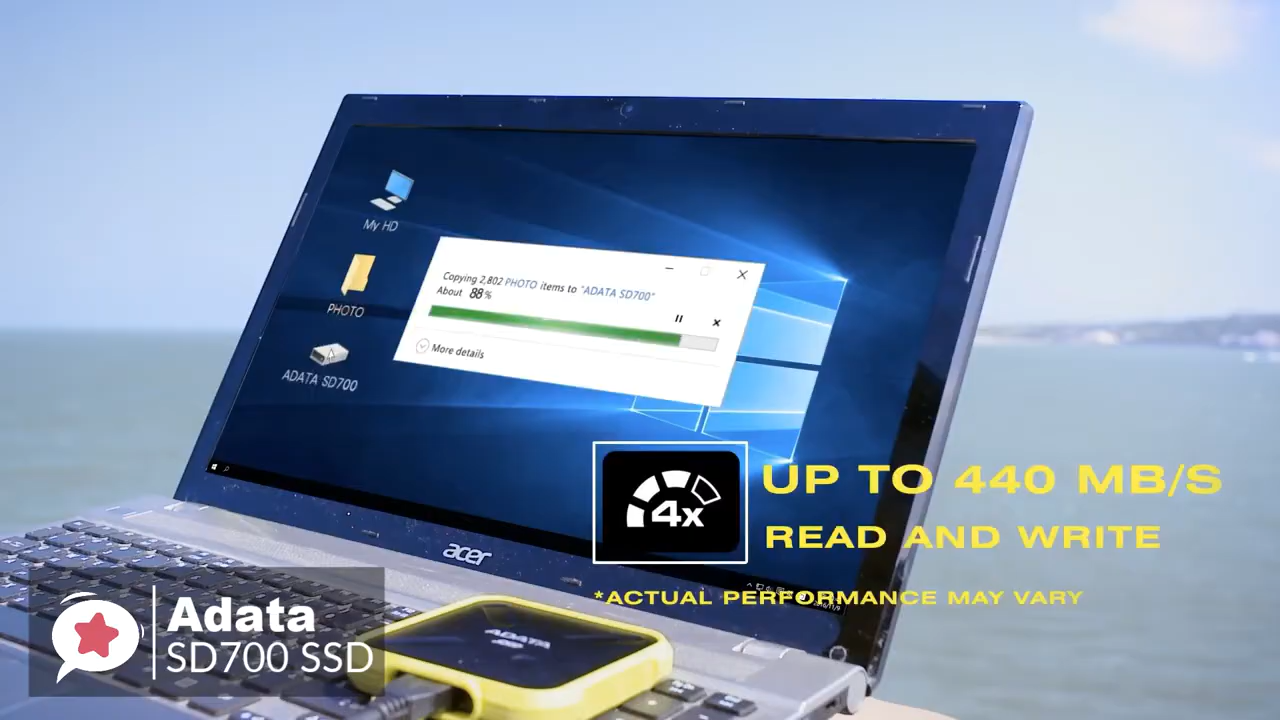 My HD
PHOTO
ADATA SD700
Copying 2,802 PHOTO items to "ADATA SD700"
About 88%
More details
acer
4x
UP TO 440 MB/S
READ AND WRITE
*ACTUAL PERFORMANCE MAY VARY
ADATA
Adata
SD700 SSD